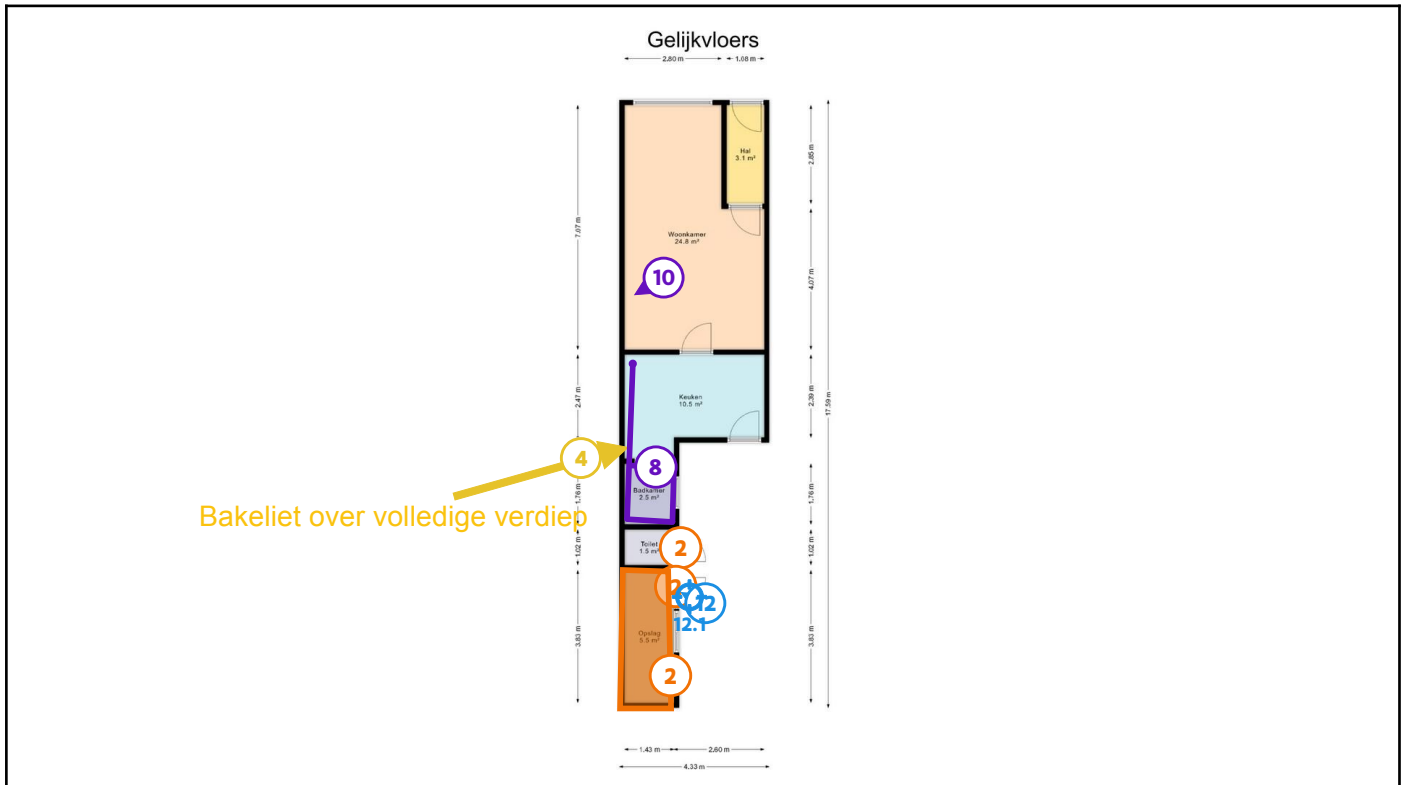 Gelijkvloers
2.80 m
1.08 m
Hal
3.1 m²
2.85 m
7.07 m
Woonkamer
24.8 m²
10
4.07 m
17.59 m
2.47 m
Keuken
10.5 m²
2.39 m
4
8
Badkamer
2.5 m²
1.76 m
1.76 m
Bakeliet over volledige verdiep
Toilet
1.5 m²
2
1.02 m
1.02 m
12
12.1
Opslag
5.5 m²
3.83 m
3.83 m
2
1.43 m
2.60 m
4.33 m